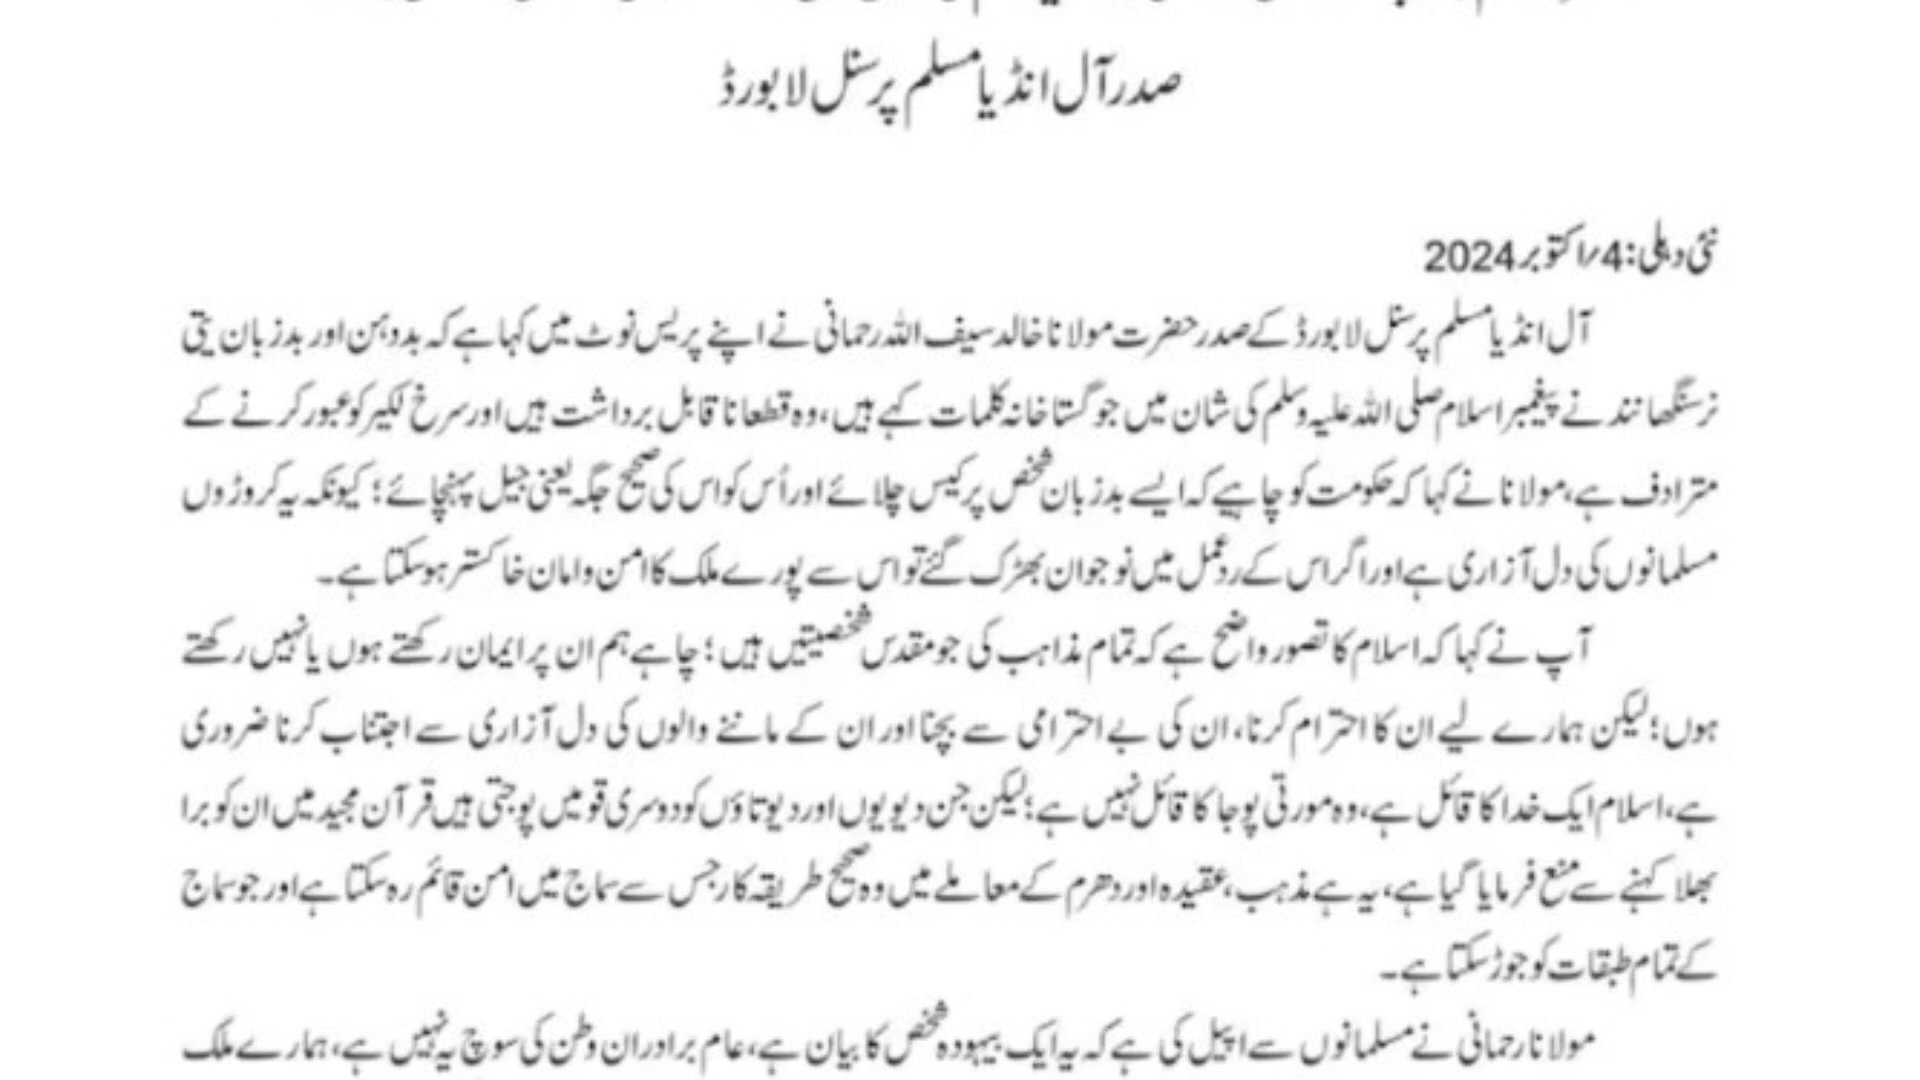 صدر آل انڈیا مسلم پرسنل لا بورڈ
نئی دہلی: 4/اکتوبر 2024
آل انڈیا مسلم پرسنل لا بورڈ کے صدر حضرت مولانا خالد سیف اللہ رحمانی نے اپنے پریس نوٹ میں کہا ہے کہ بددہن اور بدزبان یتی
نرسنگھانند نے پیغمبر اسلام صلی اللہ علیہ وسلم کی شان میں جو گستاخانہ کلمات کہے ہیں، وہ قطعا ناقابل برداشت ہیں اور سرخ لکیر کو عبور کرنے کے
مترادف ہے، مولانا نے کہا کہ حکومت کو چاہیے کہ ایسے بدزبان شخص پر کیس چلائے اور اُس کو اس کی صحیح جگہ یعنی جیل پہنچائے؛ کیونکہ یہ کروڑوں
مسلمانوں کی دل آزاری ہے اور اگر اس کے ردعمل میں نوجوان بھڑک گئے تو اس سے پورے ملک کا امن و امان خاکستر ہوسکتا ہے۔
آپ نے کہا کہ اسلام کا تصور واضح ہے کہ تمام مذاہب کی جو مقدس شخصیتیں ہیں؛ چاہے ہم ان پر ایمان رکھتے ہوں یا نہیں رکھتے
ہوں؛ لیکن ہمارے لیے ان کا احترام کرنا، ان کی بے احترامی سے بچنا اور ان کے ماننے والوں کی دل آزاری سے اجتناب کرنا ضروری
ہے، اسلام ایک خدا کا قائل ہے، وہ مورتی پوجا کا قائل نہیں ہے؛ لیکن جن دیویوں اور دیوتاؤں کو دوسری قومیں پوجتی ہیں قرآن مجید میں ان کو برا
بھلا کہنے سے منع فرمایا گیا ہے، یہ ہے مذہب، عقیدہ اور دھرم کے معاملے میں وہ صحیح طریقہ کار جس سے سماج میں امن قائم رہ سکتا ہے اور جو سماج
کے تمام طبقات کو جوڑ سکتا ہے۔
مولانا رحمانی نے مسلمانوں سے اپیل کی ہے کہ یہ ایک بیہودہ شخص کا بیان ہے، عام برادران وطن کی سوچ یہ نہیں ہے، ہمارے ملک